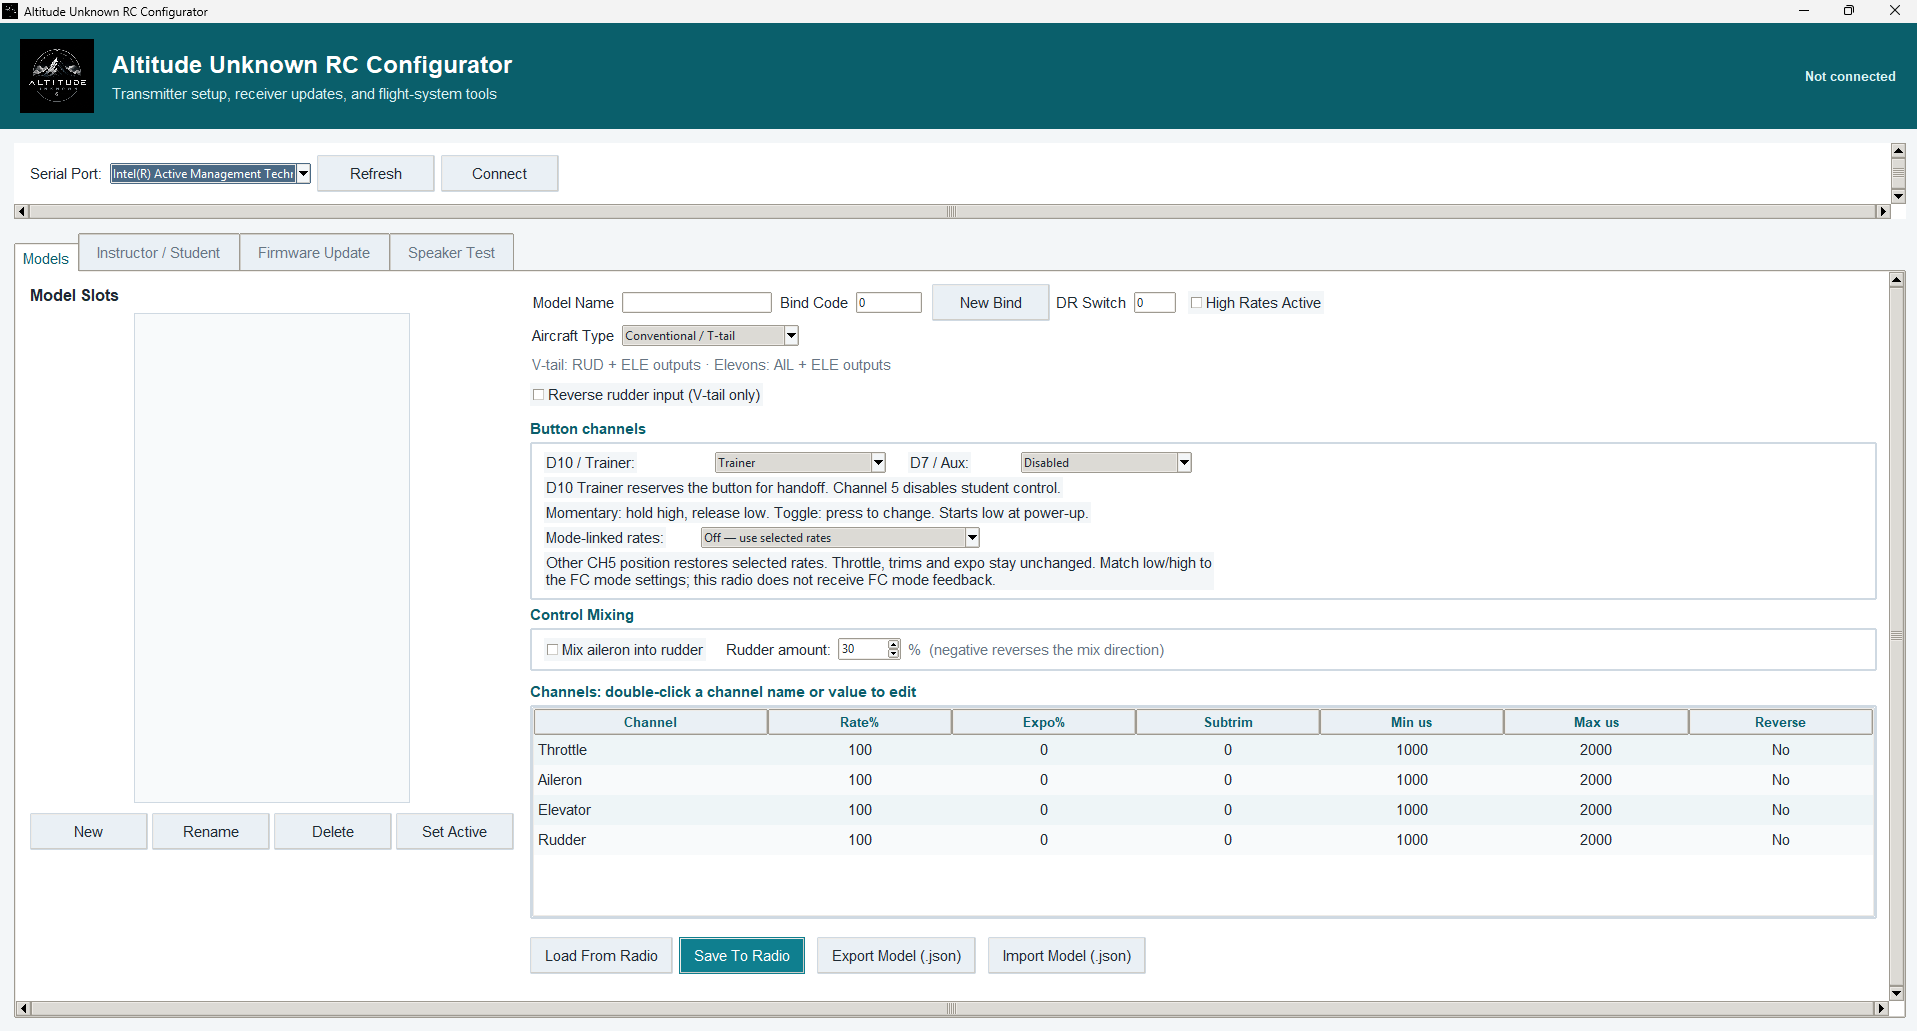 Altitude Unknown RC Configurator
ALTITUDE
Altitude Unknown RC Configurator
Transmitter setup, receiver updates, and flight-system tools
Not connected
Serial Port: Intel(R) Active Management Techn Refresh Connect
Models Instructor / Student Firmware Update Speaker Test
Model Slots
Model Name Bind Code 0 New Bind DR Switch 0 High Rates Active
Aircraft Type Conventional / T-tail
V-tail: RUD + ELE outputs · Elevons: AIL + ELE outputs
Reverse rudder input (V-tail only)
Button channels
D10 / Trainer: Trainer D7 / Aux: Disabled
D10 Trainer reserves the button for handoff. Channel 5 disables student control.
Momentary: hold high, release low. Toggle: press to change. Starts low at power-up.
Mode-linked rates: Off — use selected rates
Other CH5 position restores selected rates. Throttle, trims and expo stay unchanged. Match low/high to
the FC mode settings; this radio does not receive FC mode feedback.
Control Mixing
Mix aileron into rudder Rudder amount: 30 % (negative reverses the mix direction)
Channels: double-click a channel name or value to edit
Channel Rate% Expo% Subtrim Min us Max us Reverse
Throttle 100 0 0 1000 2000 No
Aileron 100 0 0 1000 2000 No
Elevator 100 0 0 1000 2000 No
Rudder 100 0 0 1000 2000 No
New Rename Delete Set Active
Load From Radio Save To Radio Export Model (.json) Import Model (.json)